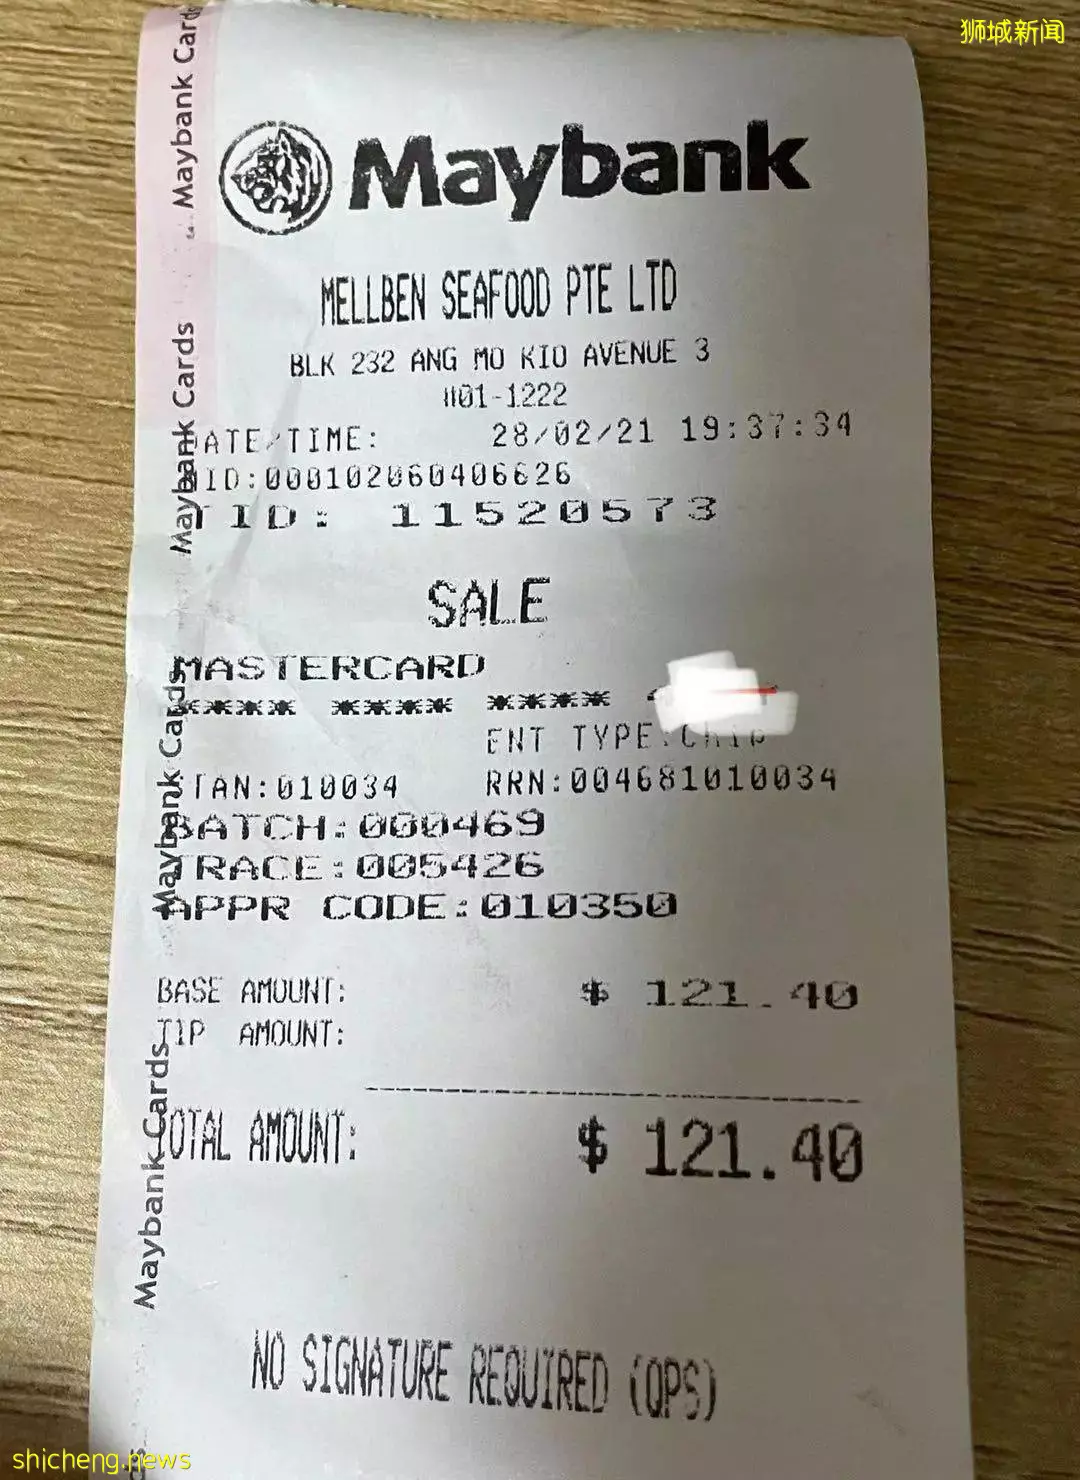 狮城新闻
Maybank
MELLBEN SEAFOOD PTE LTD
BLK 232 ANG MO KIO AVENUE 3
#01-1222
DATE/TIME: 28/02/21 19:37:34
MID:000102060406626
TID: 11520573
SALE
MASTERCARD
**** **** ****
ENT TYPE:Chip
STAN:010034 RRN:004681010034
BATCH:000469
TRACE:005426
APPR CODE:010350
BASE AMOUNT: $ 121.40
TIP AMOUNT:
TOTAL AMOUNT: $ 121.40
NO SIGNATURE REQUIRED (QPS)
Maybank Cards
Maybank Cards
Maybank Cards
Maybank Cards
shicheng.news